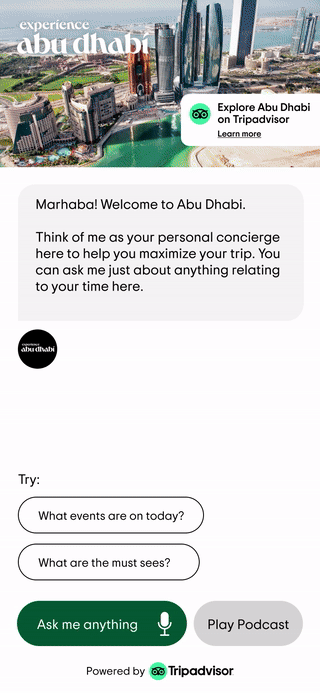 experience
abu dhabi
Explore Abu Dhabi
on Tripadvisor
Learn more
Marhaba! Welcome to Abu Dhabi.
Think of me as your personal concierge
here to help you maximize your trip. You
can ask me just about anything relating
to your time here.
experience
abu dhabi
Try:
What events are on today?
What are the must sees?
Ask me anything
Play Podcast
Powered by Tripadvisor